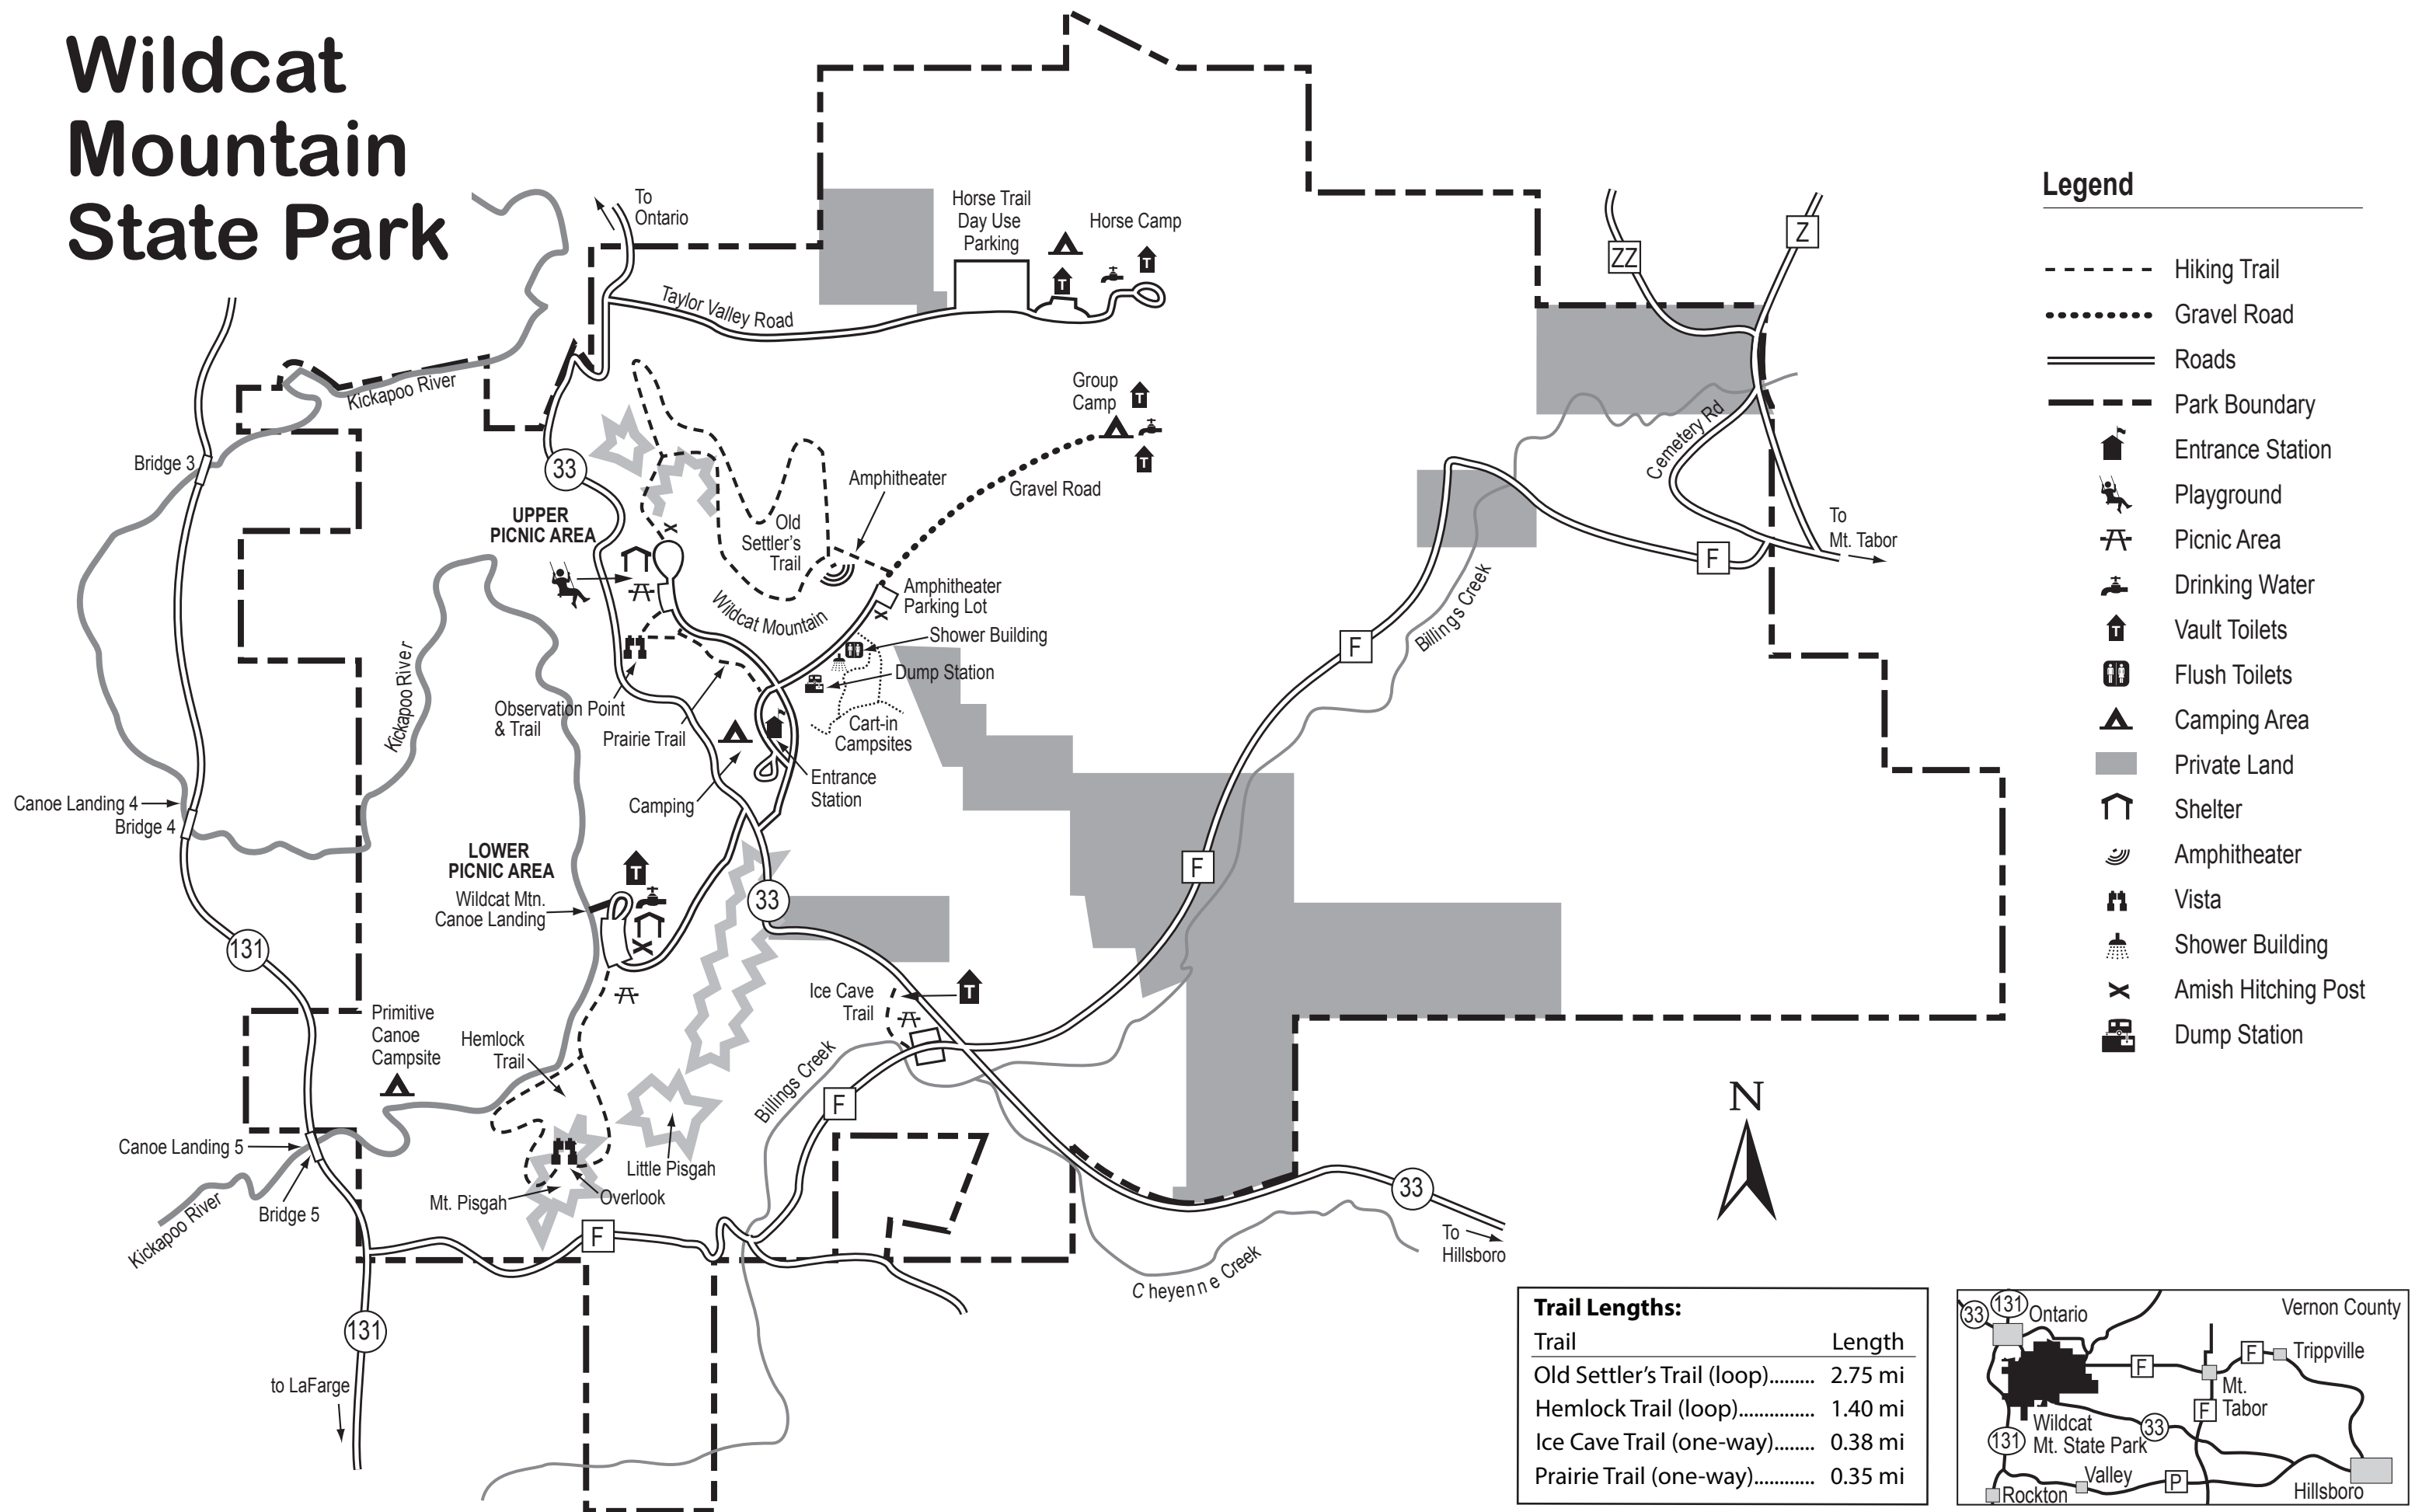 Wildcat
Mountain
State Park
To
Ontario
Taylor Valley Road
Horse Trail
Day Use
Parking
Horse Camp
T
T
ZZ
Z
Kickapoo River
Bridge 3
33
Group
Camp
T
T
Gravel Road
Cemetery Rd
Amphitheater
UPPER
PICNIC AREA
Old
Settler's
Trail
To
Mt. Tabor
F
Amphitheater
Parking Lot
Wildcat Mountain
Shower Building
Dump Station
Billings Creek
F
Kickapoo River
Observation Point
& Trail
Prairie Trail
Cart-in
Campsites
Entrance
Station
Camping
Canoe Landing 4
Bridge 4
LOWER
PICNIC AREA
T
Wildcat Mtn.
Canoe Landing
33
F
131
Ice Cave
Trail
T
Primitive
Canoe
Campsite
Hemlock
Trail
Billings Creek
F
Canoe Landing 5
Little Pisgah
Mt. Pisgah
Overlook
Bridge 5
Kickapoo River
F
33
To
Hillsboro
Cheyenne Creek
131
to LaFarge
N
Legend
Hiking Trail
Gravel Road
Roads
Park Boundary
Entrance Station
Playground
Picnic Area
Drinking Water
T
Vault Toilets
Flush Toilets
Camping Area
Private Land
Shelter
Amphitheater
Vista
Shower Building
Amish Hitching Post
Dump Station
Trail Lengths:
Trail Length
Old Settler's Trail (loop)......... 2.75 mi
Hemlock Trail (loop)............... 1.40 mi
Ice Cave Trail (one-way)........ 0.38 mi
Prairie Trail (one-way)............ 0.35 mi
33
131
Ontario
Vernon County
F
F
Trippville
Mt.
Tabor
F
Wildcat
Mt. State Park
33
131
Valley
P
Rockton
Hillsboro